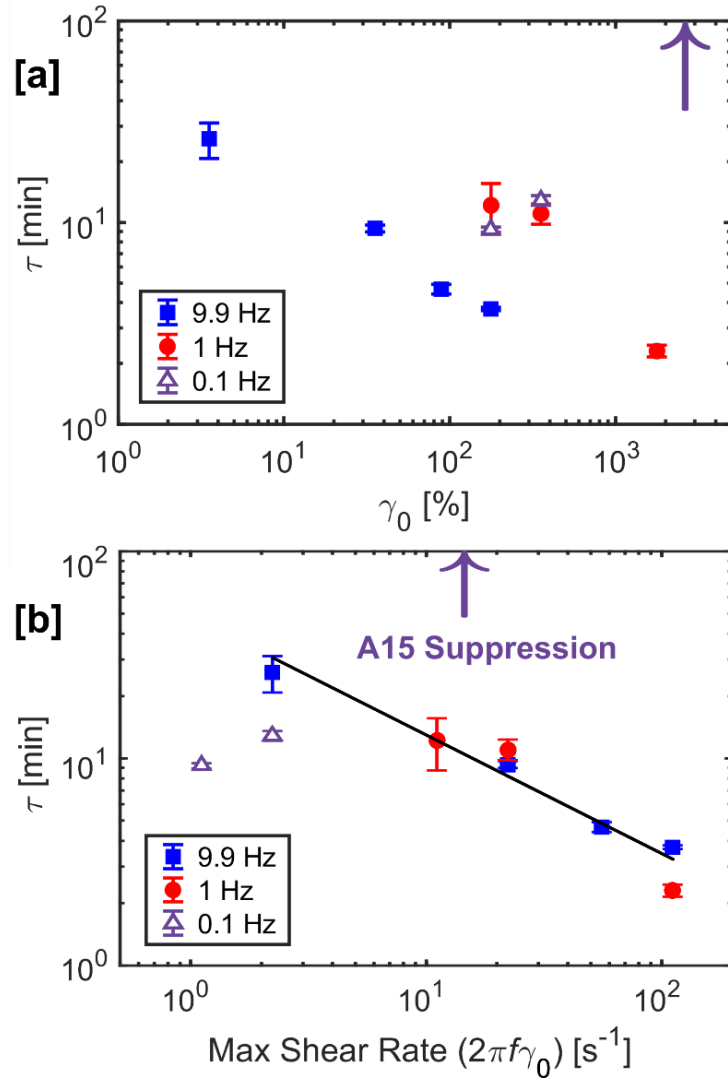 [a]
10²
10¹
10⁰
τ [min]
9.9 Hz
1 Hz
0.1 Hz
10⁰ 10¹ 10² 10³
γ₀ [%]
[b]
10²
A15 Suppression
10¹
10⁰
τ [min]
9.9 Hz
1 Hz
0.1 Hz
10⁰ 10¹ 10²
Max Shear Rate (2πfγ₀) [s⁻¹]